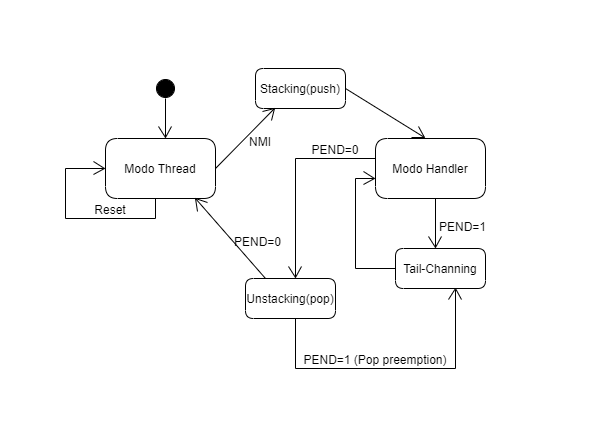 Stacking(push)
NMI
PEND=0
Modo Thread
Modo Handler
Reset
PEND=1
PEND=0
Tail-Channing
Unstacking(pop)
PEND=1 (Pop preemption)